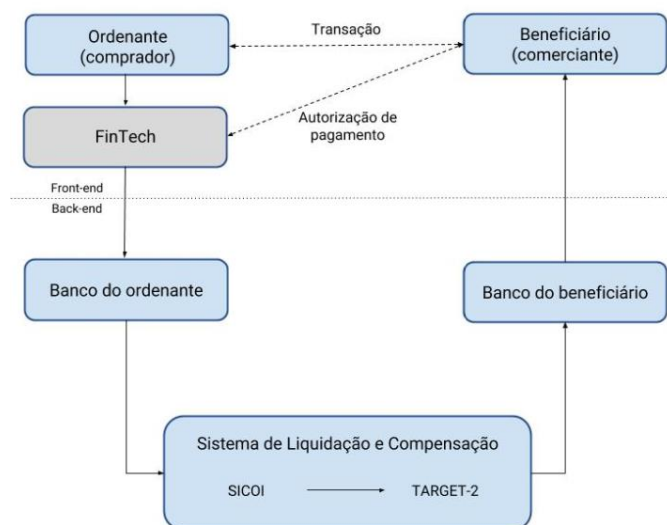 Ordenante
(comprador)
Transação
Beneficiário
(comerciante)
FinTech
Autorização de
pagamento
Front-end
Back-end
Banco do ordenante
Banco do beneficiário
Sistema de Liquidação e Compensação
SICOI
TARGET-2